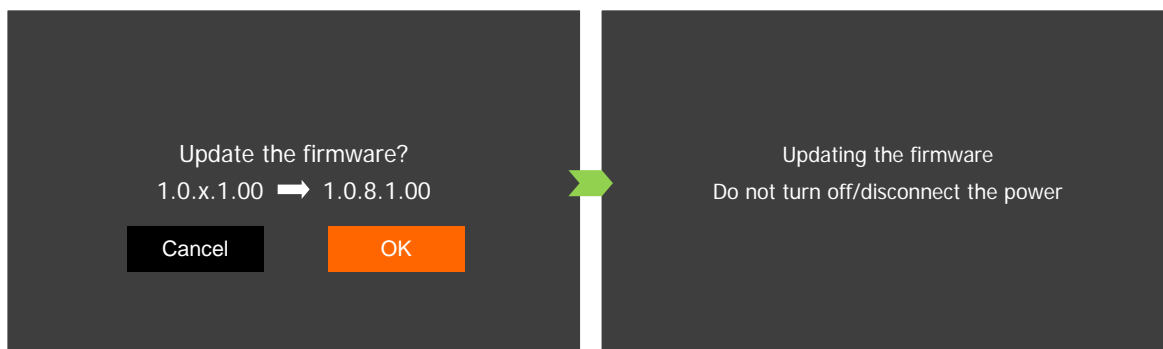 Update the firmware?
1.0.x.1.00 ➡ 1.0.8.1.00
Cancel
OK
Updating the firmware
Do not turn off/disconnect the power